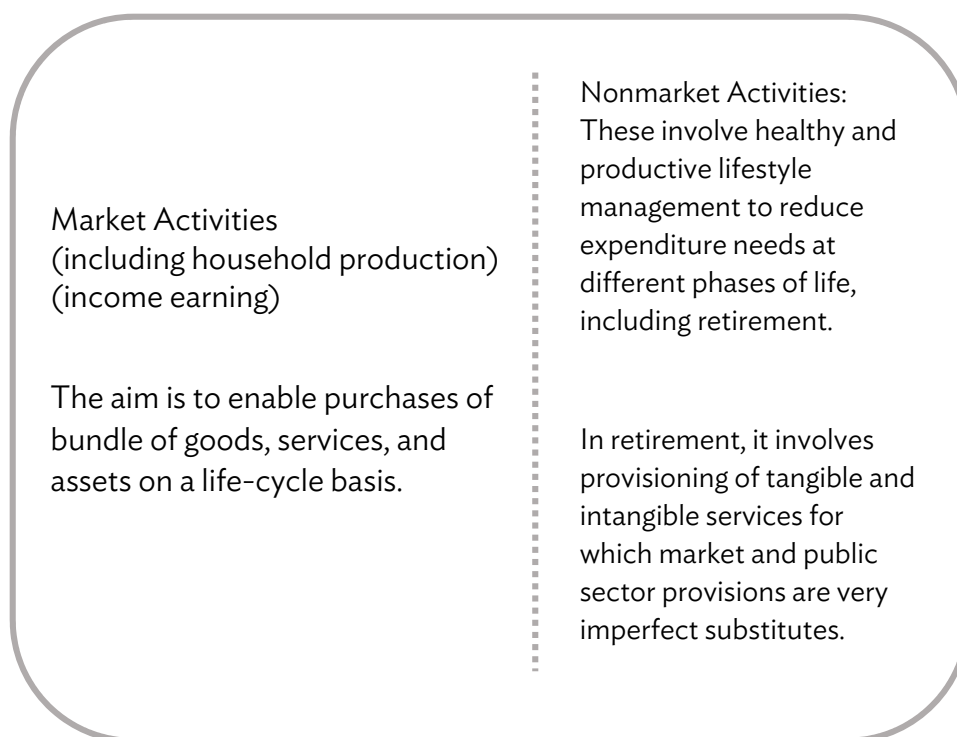 Market Activities
(including household production)
(income earning)
The aim is to enable purchases of
bundle of goods, services, and
assets on a life-cycle basis.
Nonmarket Activities:
These involve healthy and
productive lifestyle
management to reduce
expenditure needs at
different phases of life,
including retirement.
In retirement, it involves
provisioning of tangible and
intangible services for
which market and public
sector provisions are very
imperfect substitutes.